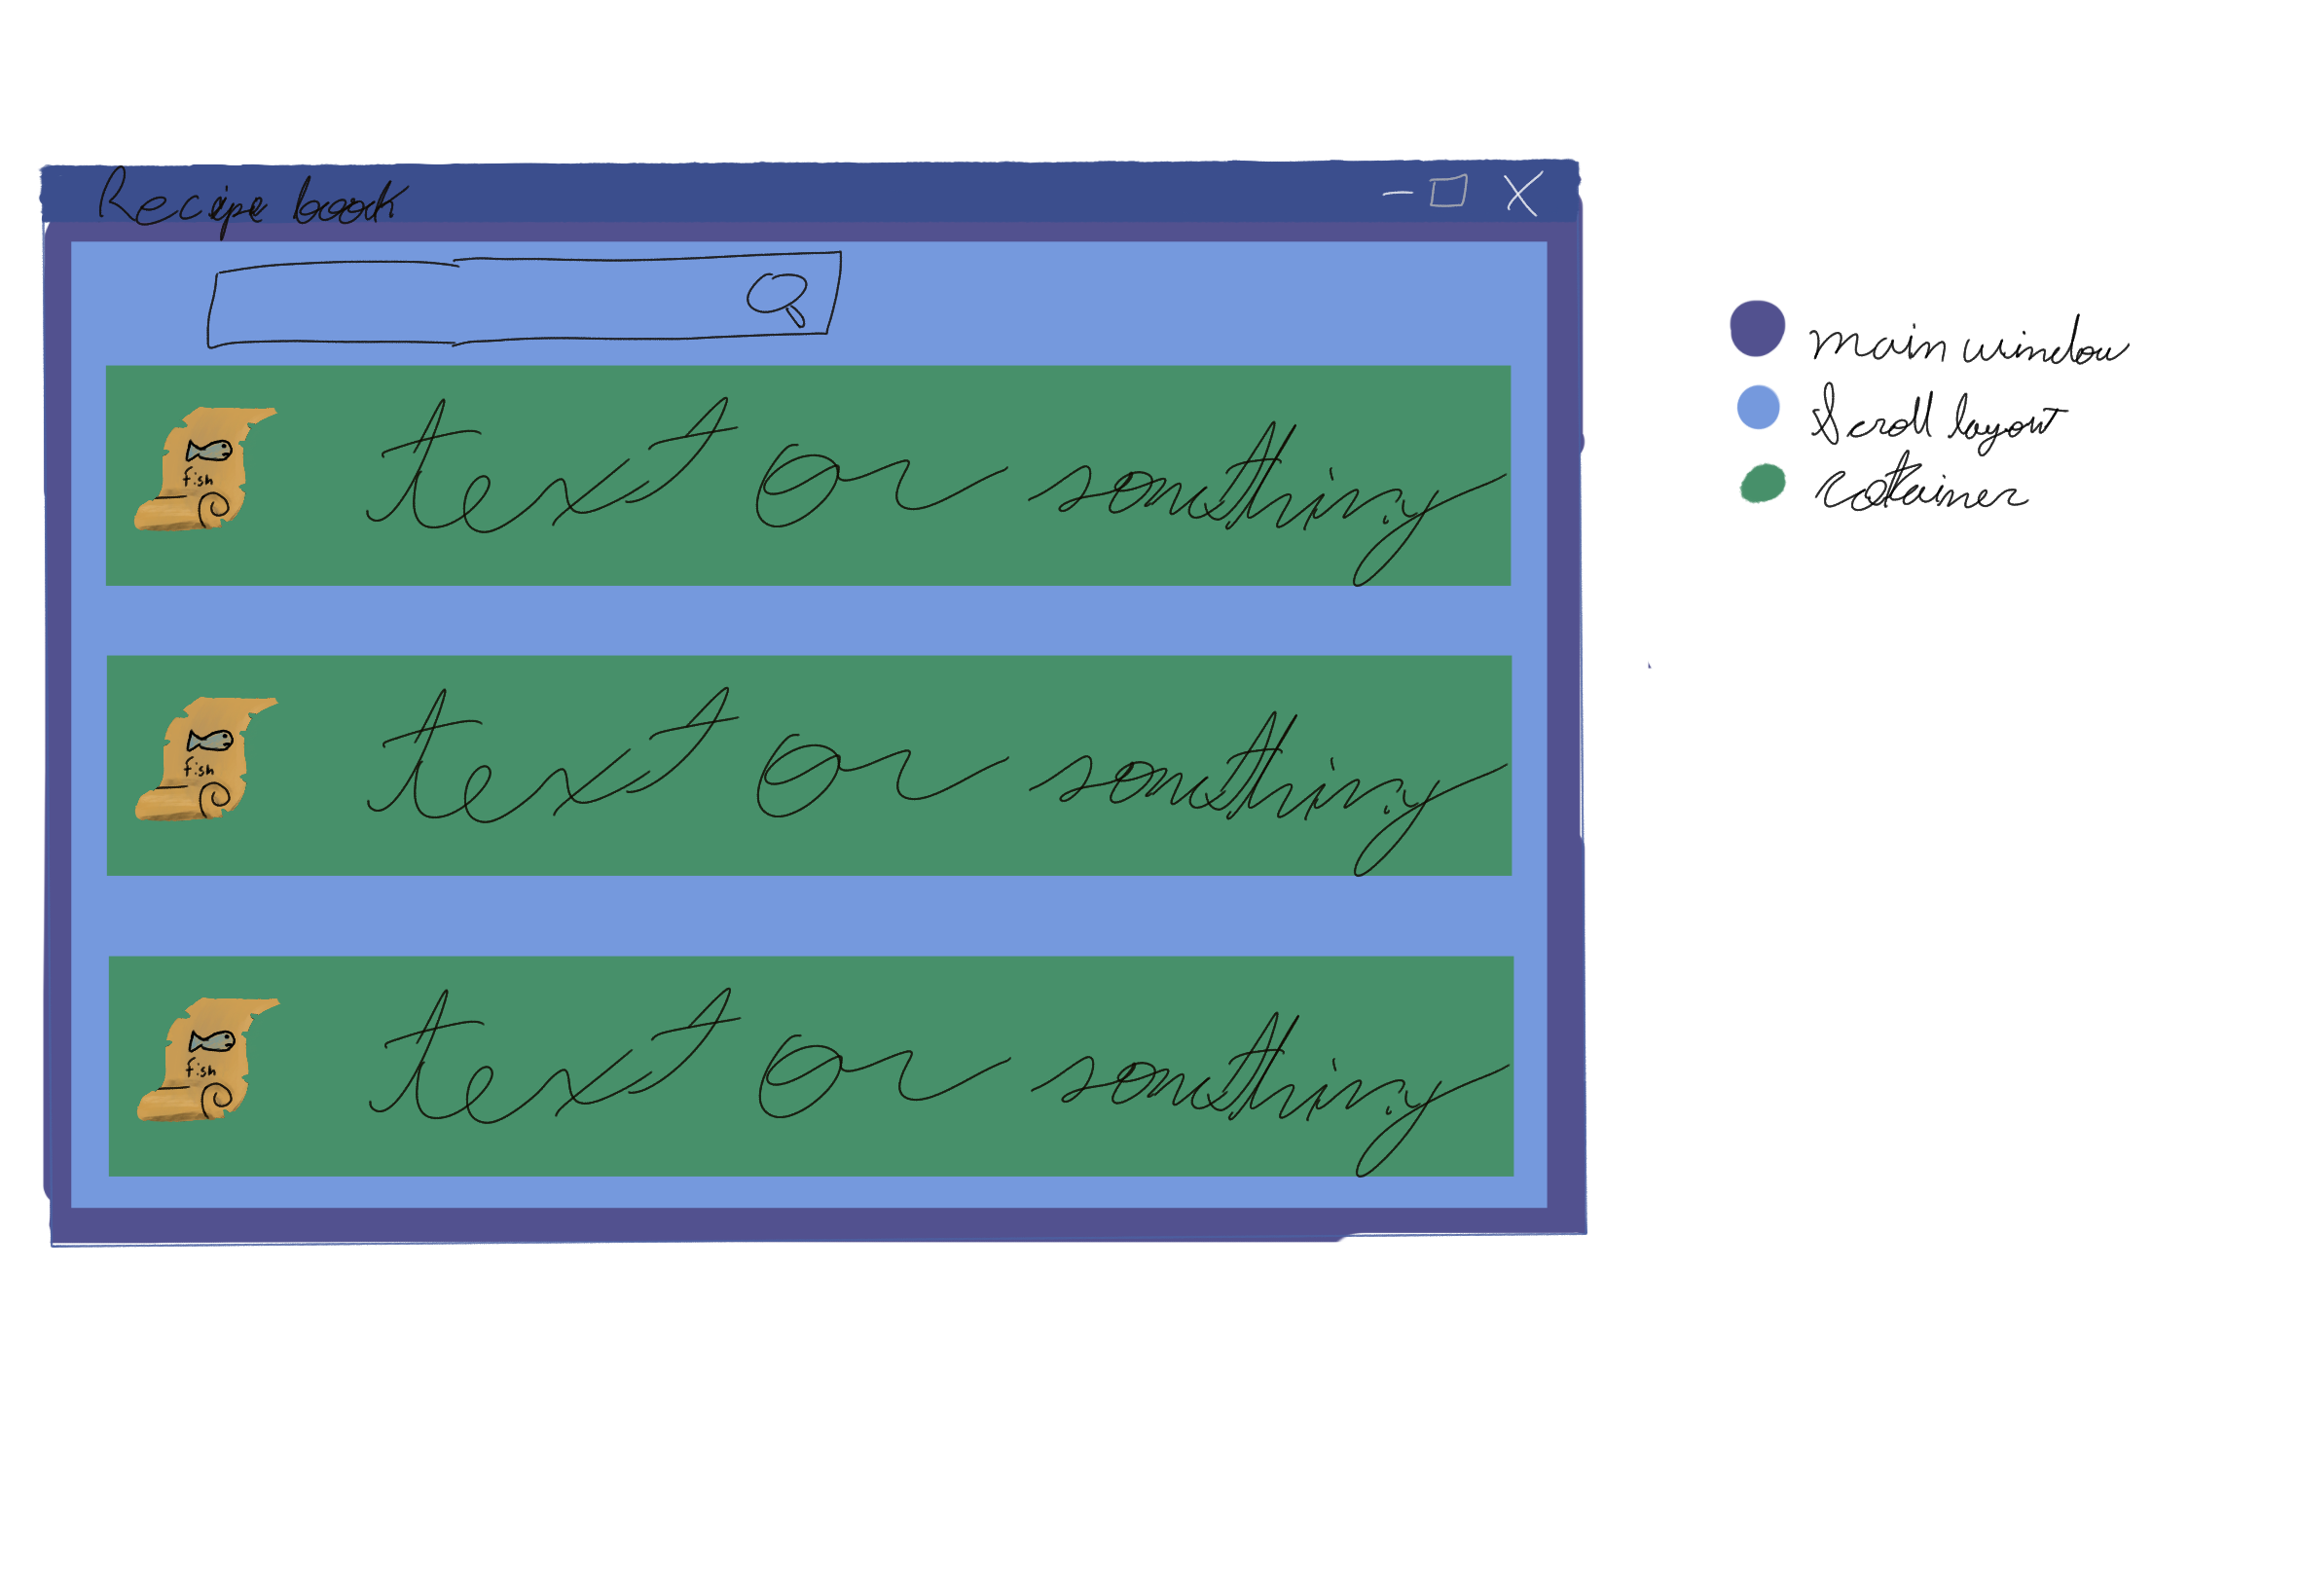 Recipe book
main window
Scroll layout
cotainer
text or somthing
fish
text or somthing
fish
text or somthing
fish